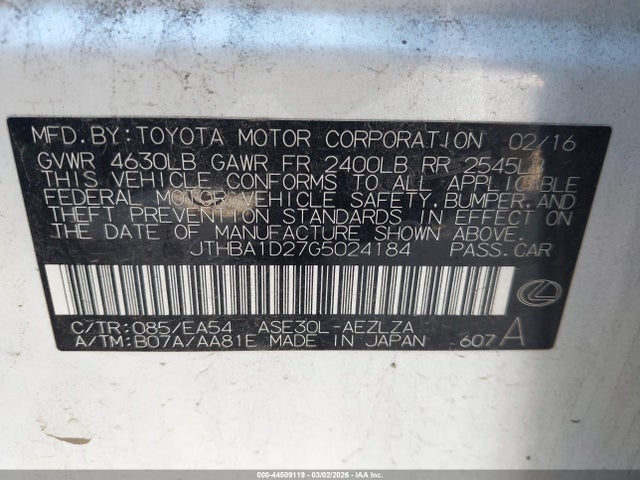 MFD. BY: TOYOTA MOTOR CORPORATION 02/16
GVWR 4630LB GAWR FR 2400LB RR 2545LB
THIS VEHICLE CONFORMS TO ALL APPLICABLE
FEDERAL MOTOR VEHICLE SAFETY, BUMPER, AND
THEFT PREVENTION STANDARDS IN EFFECT ON
THE DATE OF MANUFACTURE SHOWN ABOVE.
JTHBA1D27G5024184 PASS. CAR
C/TR: 085/EA54 ASE30L-AEZLZA
A/TM: B07A/AA81E MADE IN JAPAN 607 A
000-44509119 | 03/02/2026 - IAA Inc.